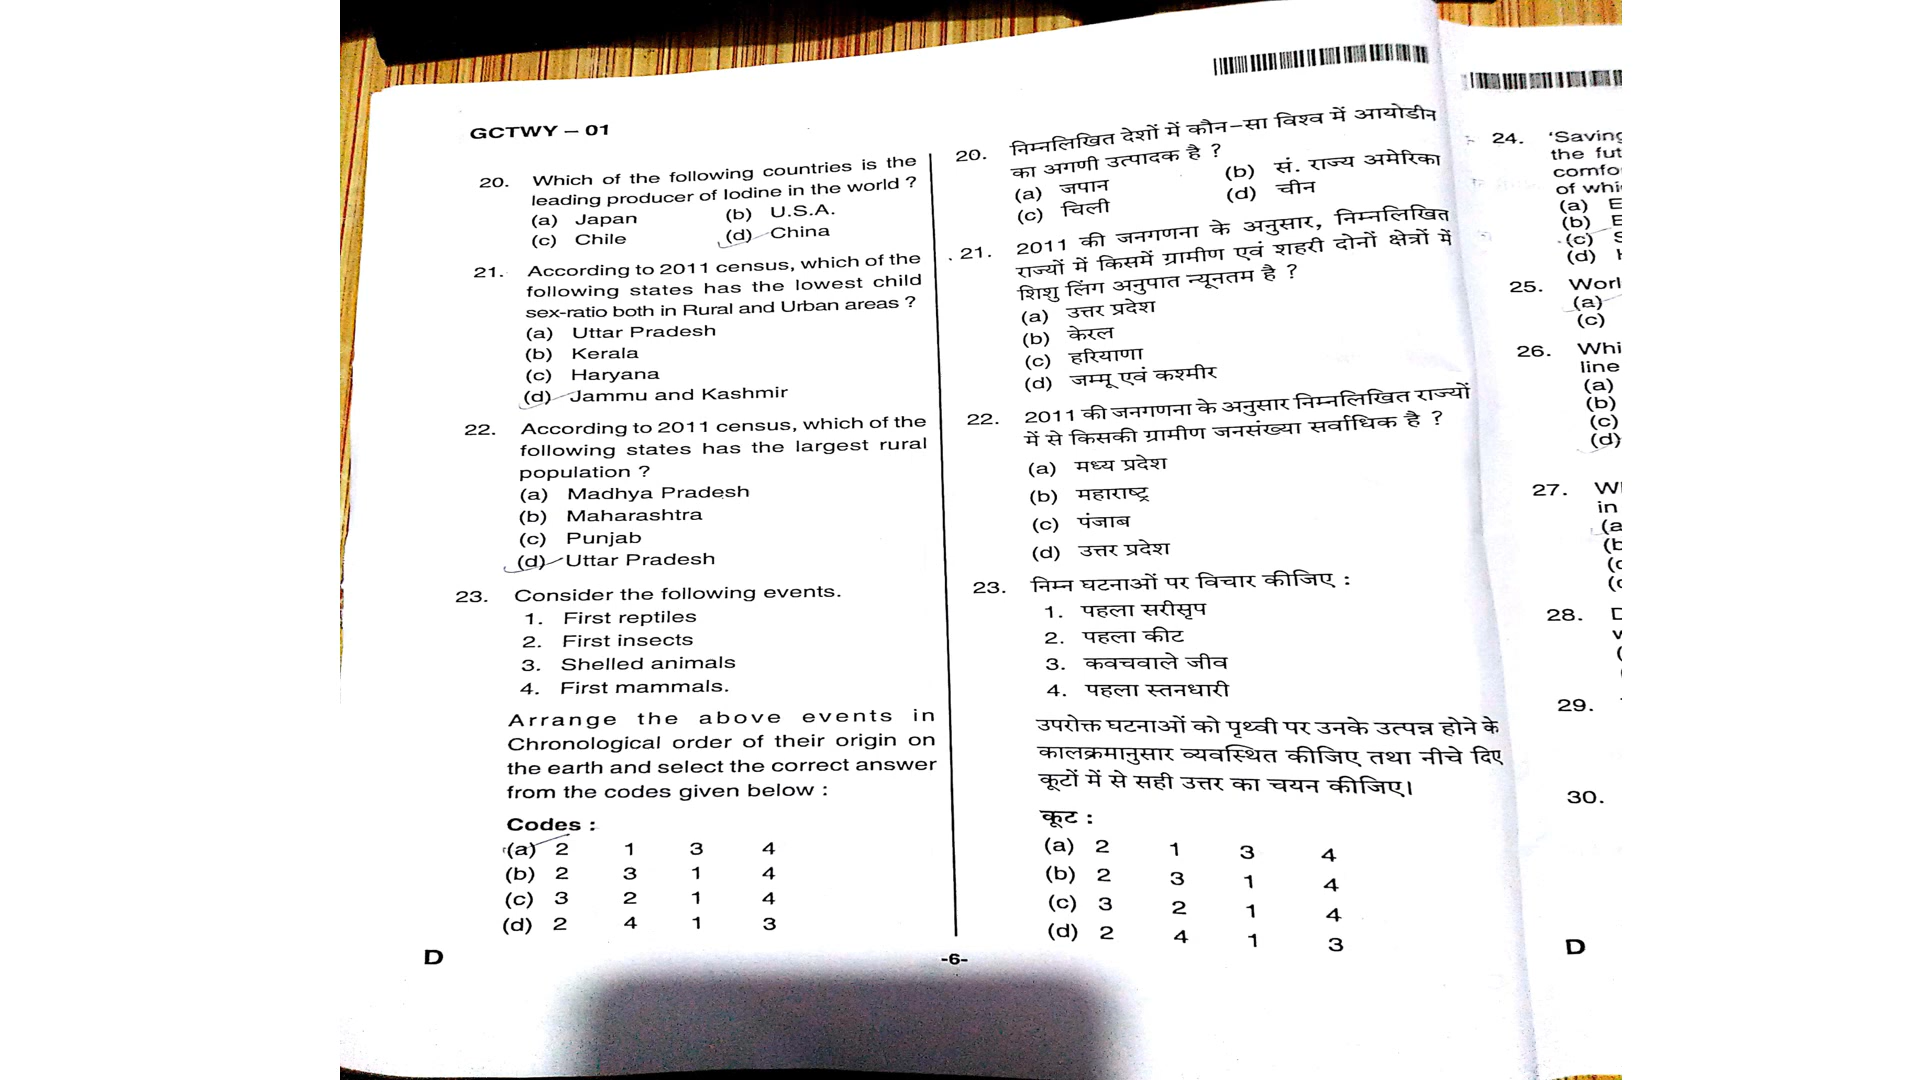 GCTWY – 01
20. Which of the following countries is the
leading producer of Iodine in the world ?
(a) Japan (b) U.S.A.
(c) Chile (d) China
21. According to 2011 census, which of the
following states has the lowest child
sex-ratio both in Rural and Urban areas ?
(a) Uttar Pradesh
(b) Kerala
(c) Haryana
(d) Jammu and Kashmir
22. According to 2011 census, which of the
following states has the largest rural
population ?
(a) Madhya Pradesh
(b) Maharashtra
(c) Punjab
(d) Uttar Pradesh
23. Consider the following events.
1. First reptiles
2. First insects
3. Shelled animals
4. First mammals.
Arrange the above events in
Chronological order of their origin on
the earth and select the correct answer
from the codes given below :
Codes :
(a) 2 1 3 4
(b) 2 3 1 4
(c) 3 2 1 4
(d) 2 4 1 3
20. निम्नलिखित देशों में कौन–सा विश्व में आयोडीन
का अगणी उत्पादक है ?
(a) जपान (b) सं. राज्य अमेरिका
(c) चिली (d) चीन
21. 2011 की जनगणना के अनुसार, निम्नलिखित
राज्यों में किसमें ग्रामीण एवं शहरी दोनों क्षेत्रों में
शिशु लिंग अनुपात न्यूनतम है ?
(a) उत्तर प्रदेश
(b) केरल
(c) हरियाणा
(d) जम्मू एवं कश्मीर
22. 2011 की जनगणना के अनुसार निम्नलिखित राज्यों
में से किसकी ग्रामीण जनसंख्या सर्वाधिक है ?
(a) मध्य प्रदेश
(b) महाराष्ट्र
(c) पंजाब
(d) उत्तर प्रदेश
23. निम्न घटनाओं पर विचार कीजिए :
1. पहला सरीसृप
2. पहला कीट
3. कवचवाले जीव
4. पहला स्तनधारी
उपरोक्त घटनाओं को पृथ्वी पर उनके उत्पन्न होने के
कालक्रमानुसार व्यवस्थित कीजिए तथा नीचे दिए
कूटों में से सही उत्तर का चयन कीजिए।
कूट :
(a) 2 1 3 4
(b) 2 3 1 4
(c) 3 2 1 4
(d) 2 4 1 3
D
-6-
24. 'Saving
the fut
comfo
of whi
(a) E
(b)
(c) S
(d)
25. Worl
(a)
(c)
26. Whi
line
(a)
(b)
(c)
(d)
27. W
in
(a
(b
28.
29.
30.
D